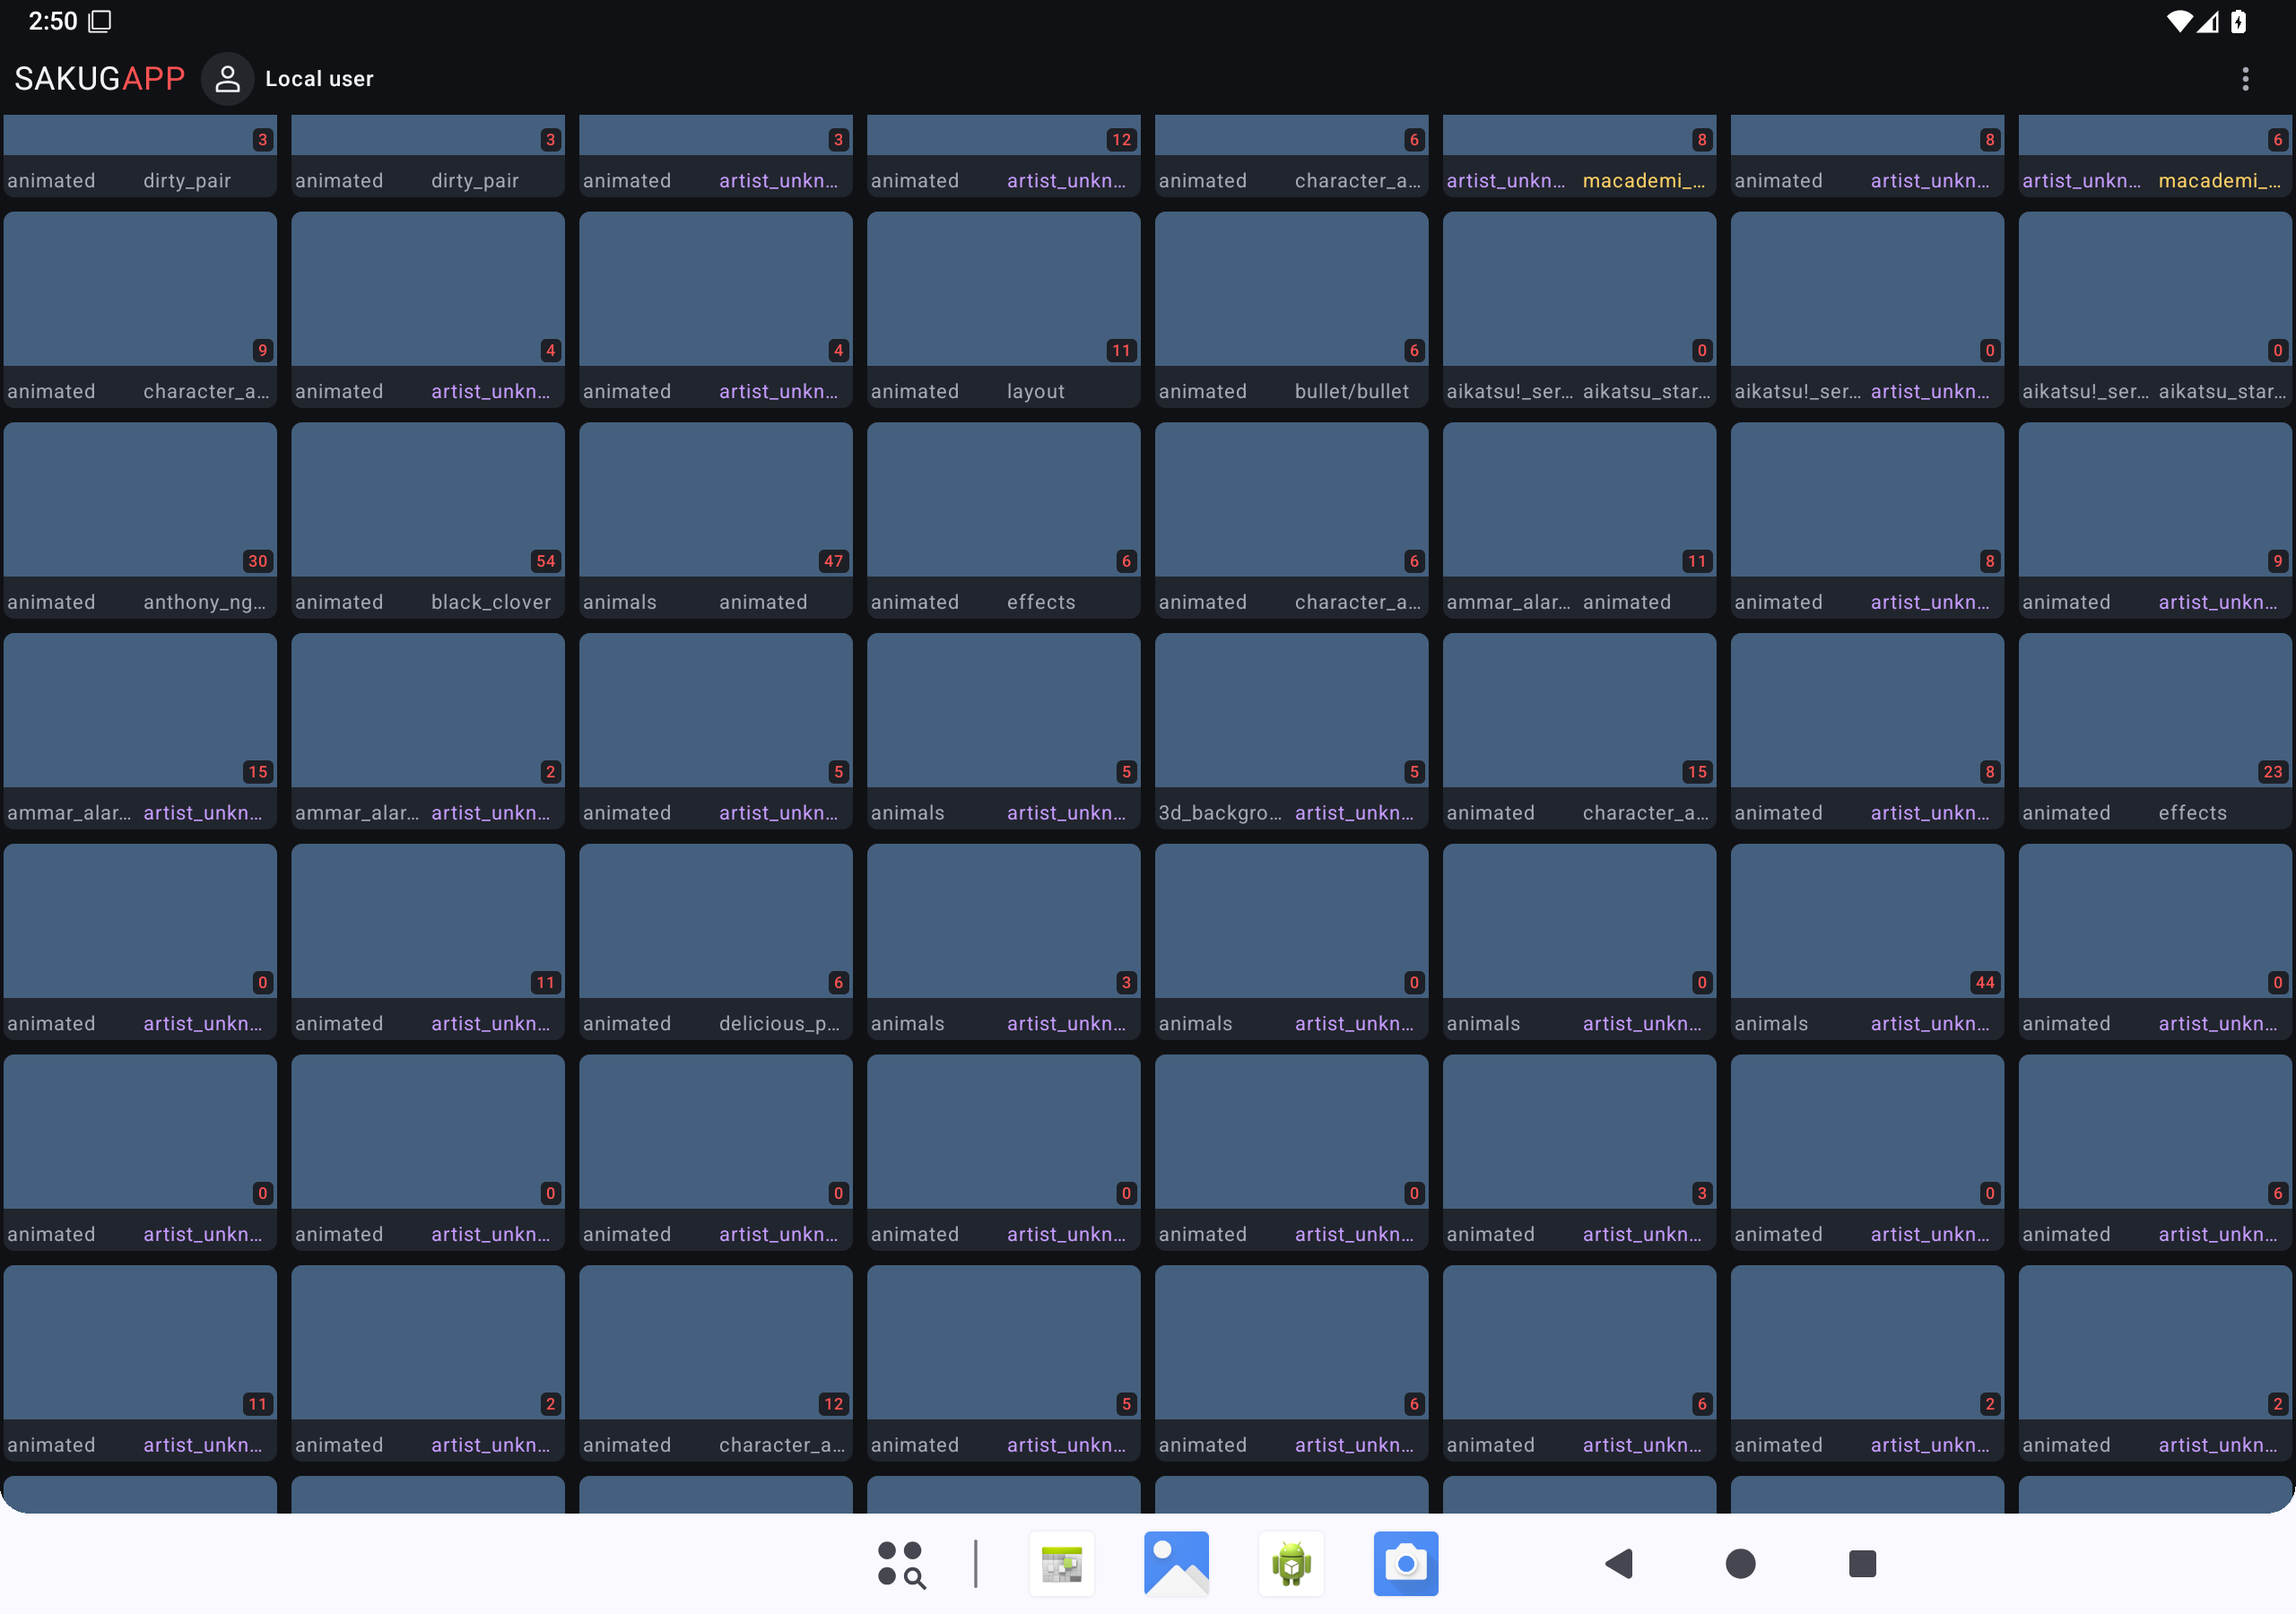 2:50
SAKUGAPP Local user
3 3 3 12 6 8 8 6
animated dirty_pair animated dirty_pair animated artist_unkn… animated artist_unkn… animated character_a… artist_unkn… macademi_… animated artist_unkn… artist_unkn… macademi_…
9 4 4 11 6 0 0 0
animated character_a… animated artist_unkn… animated artist_unkn… animated layout animated bullet/bullet aikatsu!_ser… aikatsu_star… aikatsu!_ser… artist_unkn… aikatsu!_ser… aikatsu_star…
30 54 47 6 6 11 8 9
animated anthony_ng… animated black_clover animals animated animated effects animated character_a… ammar_alar… animated animated artist_unkn… animated artist_unkn…
15 2 5 5 5 15 8 23
ammar_alar… artist_unkn… ammar_alar… artist_unkn… animated artist_unkn… animals artist_unkn… 3d_backgro… artist_unkn… animated character_a… animated artist_unkn… animated effects
0 11 6 3 0 0 44 0
animated artist_unkn… animated artist_unkn… animated delicious_p… animals artist_unkn… animals artist_unkn… animals artist_unkn… animals artist_unkn… animated artist_unkn…
0 0 0 0 0 3 0 6
animated artist_unkn… animated artist_unkn… animated artist_unkn… animated artist_unkn… animated artist_unkn… animated artist_unkn… animated artist_unkn… animated artist_unkn…
11 2 12 5 6 6 2 2
animated artist_unkn… animated artist_unkn… animated character_a… animated artist_unkn… animated artist_unkn… animated artist_unkn… animated artist_unkn… animated artist_unkn…